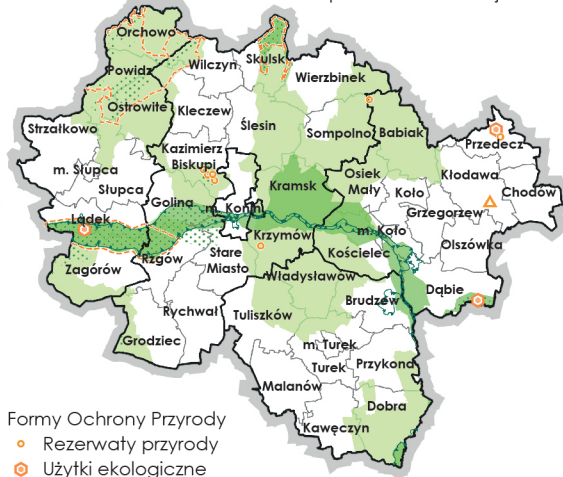 Orchowo
Powidz
Wilczyn
Skulsk
Wierzbinek
Ostrowite
Kleczew
Ślesin
Sompolno
Babiak
Przedecz
Strzałkowo
Kazimierz
Biskupi
m. Słupca
Słupca
Kramsk
Osiek
Mały
Koło
Kłodawa
Chodów
Golina
m. Konin
Grzegorzew
Lądek
Krzymów
m. Koło
Olszówka
Zagórów
Rzgów
Stare
Miasto
Kościelec
Władysławów
Brudzew
Dąbie
Rychwał
Tuliszków
Grodziec
m. Turek
Turek
Przykona
Malanów
Dobra
Kawęczyn
Formy Ochrony Przyrody
Rezerwaty przyrody
Użytki ekologiczne